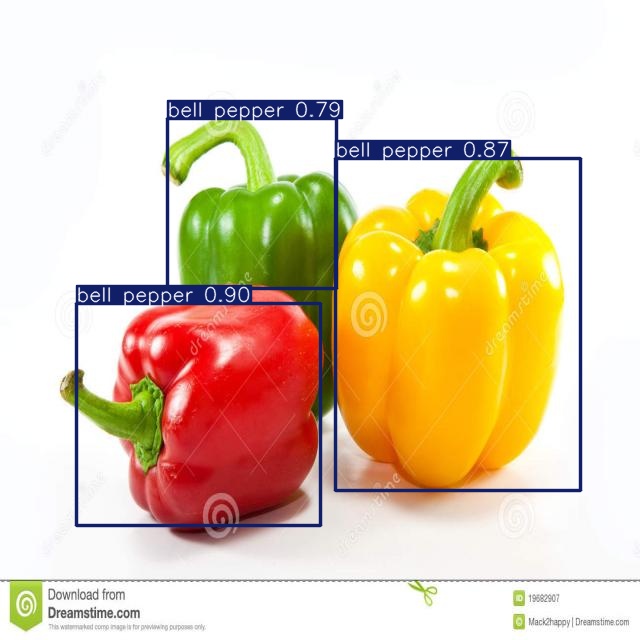 bell pepper 0.79
bell pepper 0.87
bell pepper 0.90
Download from
Dreamstime.com
This watermarked comp image is for previewing purposes only.
19682907
Mack2happy | Dreamstime.com